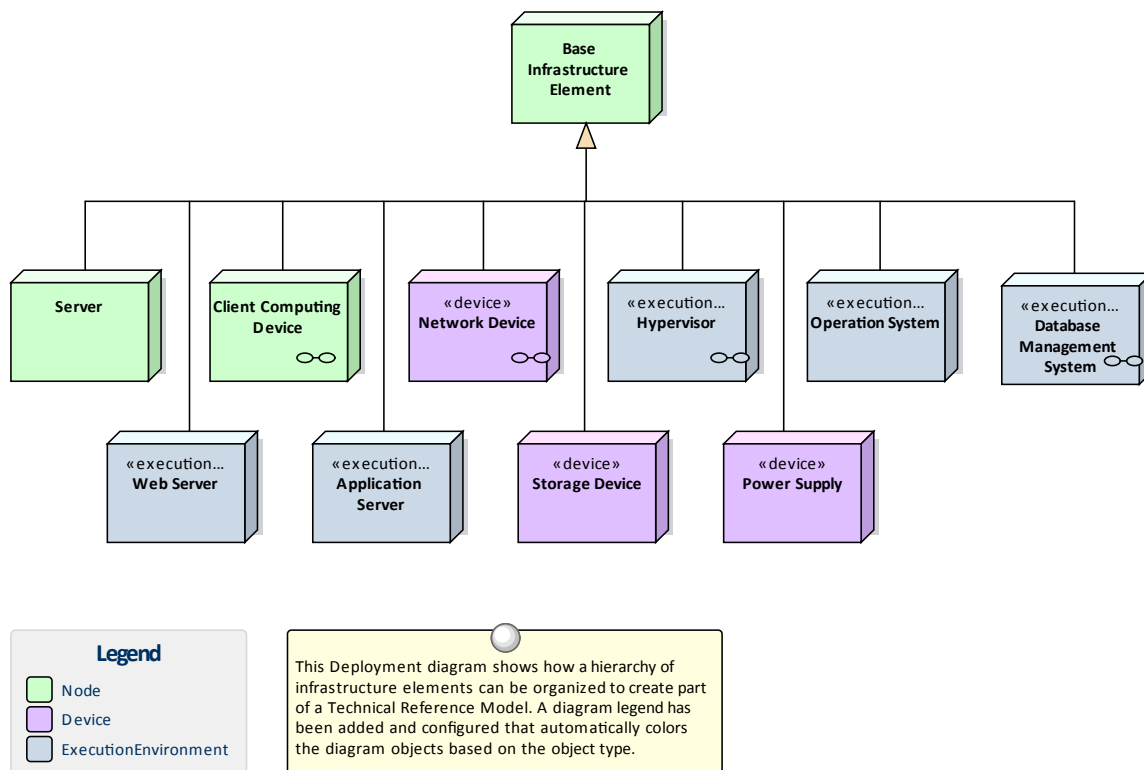 Base
Infrastructure
Element
Server
Client Computing
Device
«device»
Network Device
«execution...
Hypervisor
«execution...
Operation System
«execution...
Database
Management
System
«execution...
Web Server
«execution...
Application
Server
«device»
Storage Device
«device»
Power Supply
Legend
Node
Device
ExecutionEnvironment
This Deployment diagram shows how a hierarchy of
infrastructure elements can be organized to create part
of a Technical Reference Model. A diagram legend has
been added and configured that automatically colors
the diagram objects based on the object type.